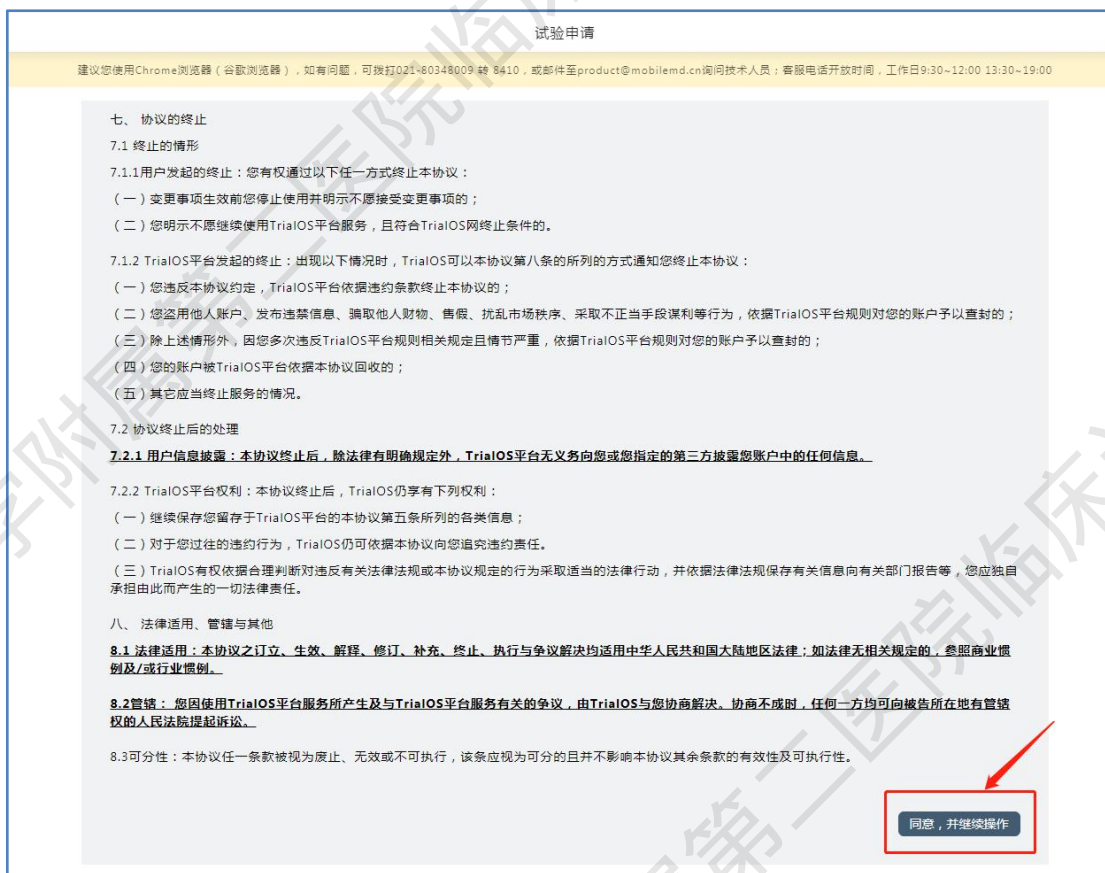 试验申请
建议您使用Chrome浏览器（谷歌浏览器），如有问题，可拨打021-80348009 转 8410，或邮件至product@mobilemd.cn询问技术人员；客服电话开放时间，工作日9:30~12:00 13:30~19:00
七、 协议的终止
7.1 终止的情形
7.1.1用户发起的终止：您有权通过以下任一方式终止本协议：
（一）变更事项生效前您停止使用并明示不愿接受变更事项的；
（二）您明示不愿继续使用TrialOS平台服务，且符合TrialOS网终止条件的。
7.1.2 TrialOS平台发起的终止：出现以下情况时，TrialOS可以本协议第八条的所列的方式通知您终止本协议：
（一）您违反本协议约定，TrialOS平台依据违约条款终止本协议的；
（二）您盗用他人账户、发布违禁信息、骗取他人财物、售假、扰乱市场秩序、采取不正当手段谋利等行为，依据TrialOS平台规则对您的账户予以查封的；
（三）除上述情形外，因您多次违反TrialOS平台规则相关规定且情节严重，依据TrialOS平台规则对您的账户予以查封的；
（四）您的账户被TrialOS平台依据本协议回收的；
（五）其它应当终止服务的情况。
7.2 协议终止后的处理
7.2.1 用户信息披露：本协议终止后，除法律有明确规定外，TrialOS平台无义务向您或您指定的第三方披露您账户中的任何信息。
7.2.2 TrialOS平台权利：本协议终止后，TrialOS仍享有下列权利：
（一）继续保存您留存于TrialOS平台的本协议第五条所列的各类信息；
（二）对于您过往的违约行为，TrialOS仍可依据本协议向您追究违约责任。
（三）TrialOS有权依据合理判断对违反有关法律法规或本协议规定的行为采取适当的法律行动，并依据法律法规保存有关信息向有关部门报告等，您应独自
承担由此而产生的一切法律责任。
八、 法律适用、管辖与其他
8.1 法律适用：本协议之订立、生效、解释、修订、补充、终止、执行与争议解决均适用中华人民共和国大陆地区法律；如法律无相关规定的，参照商业惯
例及/或行业惯例。
8.2管辖： 您因使用TrialOS平台服务所产生及与TrialOS平台服务有关的争议，由TrialOS与您协商解决。协商不成时，任何一方均可向被告所在地有管辖
权的人民法院提起诉讼。
8.3可分性：本协议任一条款被视为废止、无效或不可执行，该条应视为可分的且并不影响本协议其余条款的有效性及可执行性。
同意，并继续操作
学附属第二医院临床
属第二医院临床